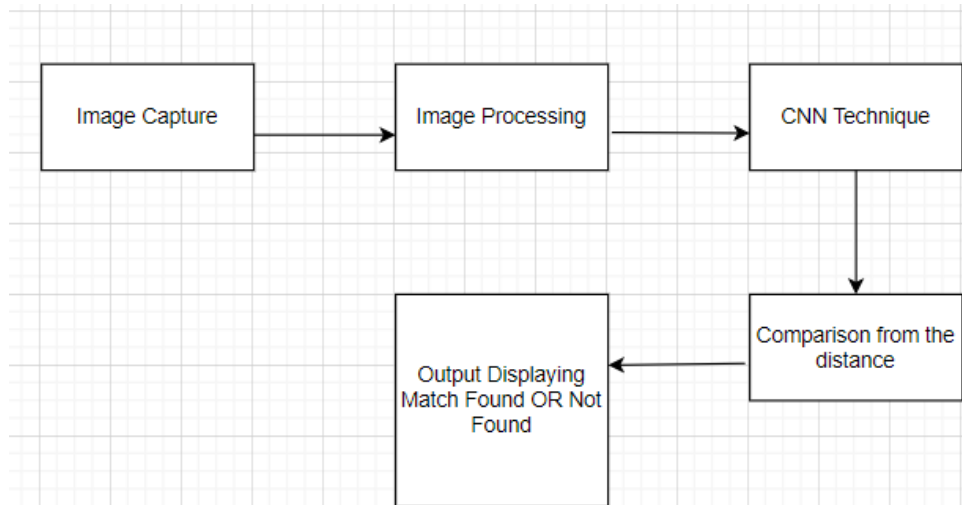 Image Capture
Image Processing
CNN Technique
Comparison from the
distance
Output Displaying
Match Found OR Not
Found